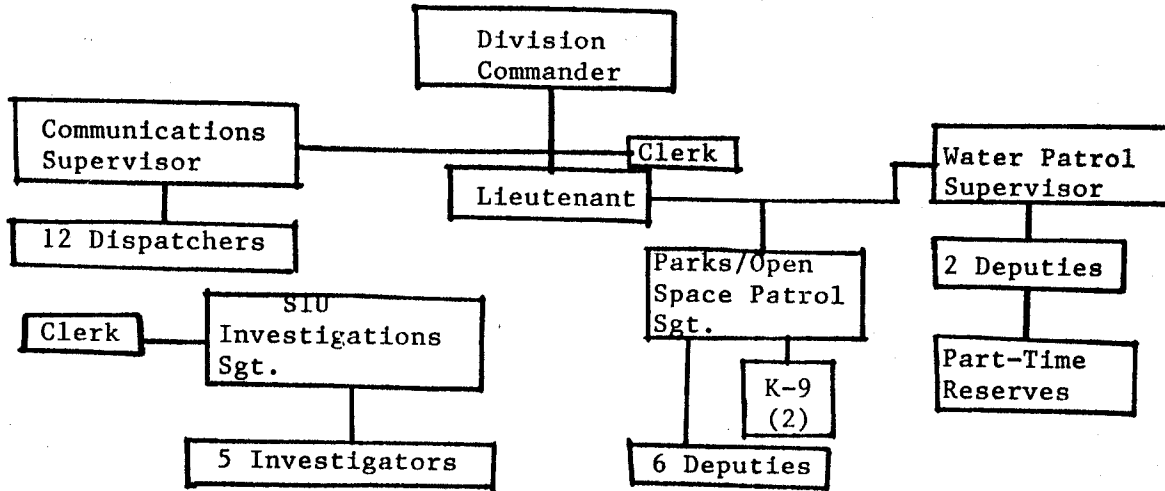 Division
Commander
Communications
Supervisor
Clerk
Water Patrol
Supervisor
Lieutenant
12 Dispatchers
Parks/Open
Space Patrol
Sgt.
2 Deputies
SIU
Investigations
Sgt.
Clerk
K-9
(2)
Part-Time
Reserves
5 Investigators
6 Deputies